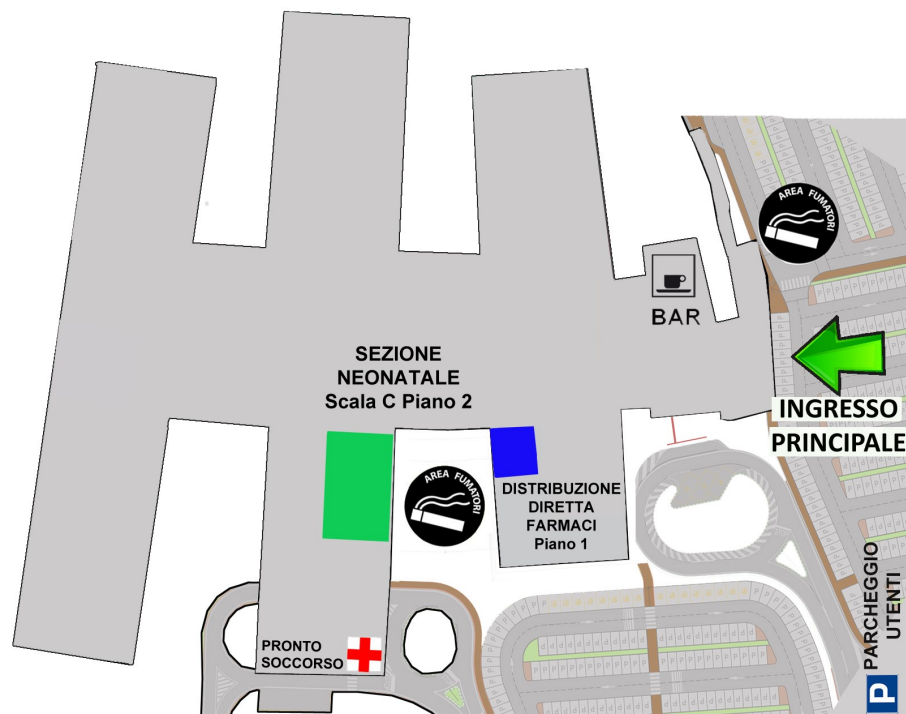 AREA FUMATORI
BAR
SEZIONE
NEONATALE
Scala C Piano 2
INGRESSO
PRINCIPALE
AREA FUMATORI
DISTRIBUZIONE
DIRETTA
FARMACI
Piano 1
PRONTO
SOCCORSO
P PARCHEGGIO
UTENTI